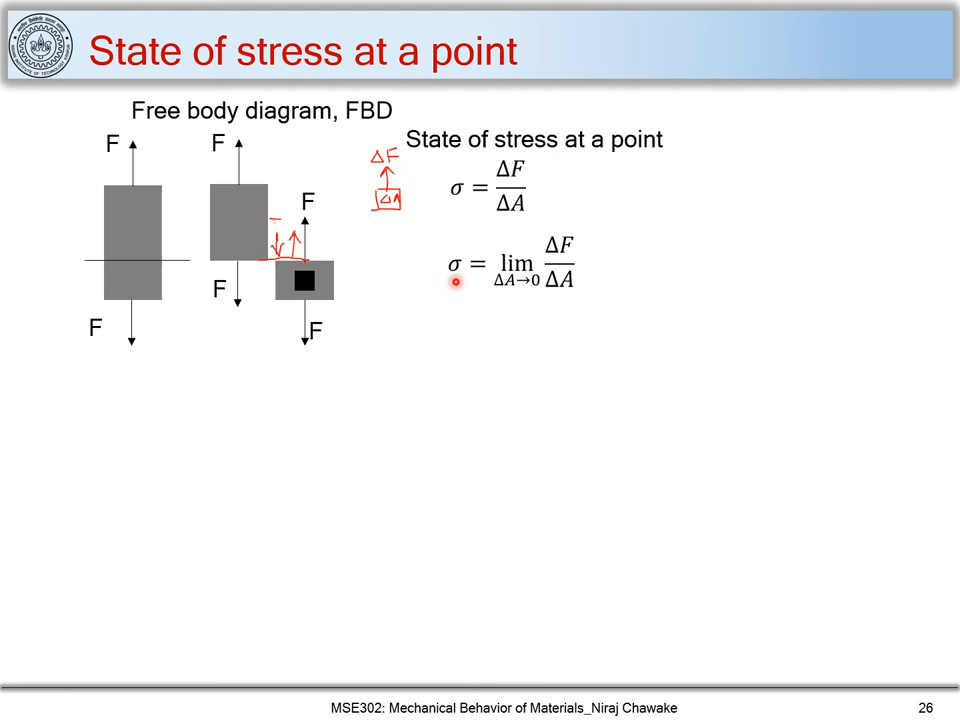 State of stress at a point
Free body diagram, FBD
State of stress at a point
F
F
F
F
F
F
ΔF
ΔA
σ = ΔF/ΔA
σ = lim ΔA→0 ΔF/ΔA
MSE302: Mechanical Behavior of Materials_Niraj Chawake
26